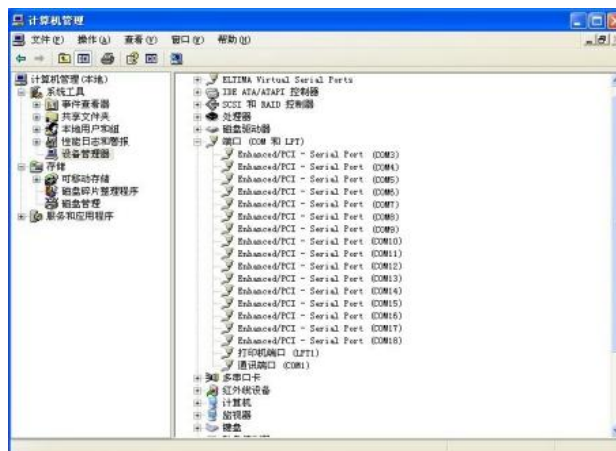 计算机管理
文件(F) 操作(A) 查看(V) 窗口(W) 帮助(H)
计算机管理(本地)
系统工具
事件查看器
共享文件夹
本地用户和组
性能日志和警报
设备管理器
存储
可移动存储
磁盘碎片整理程序
磁盘管理
服务和应用程序
ELTIMA Virtual Serial Ports
IDE ATA/ATAPI 控制器
SCSI 和 RAID 控制器
处理器
磁盘驱动器
端口 (COM 和 LPT)
Enhanced/PCI - Serial Port (COM3)
Enhanced/PCI - Serial Port (COM4)
Enhanced/PCI - Serial Port (COM5)
Enhanced/PCI - Serial Port (COM6)
Enhanced/PCI - Serial Port (COM7)
Enhanced/PCI - Serial Port (COM8)
Enhanced/PCI - Serial Port (COM9)
Enhanced/PCI - Serial Port (COM10)
Enhanced/PCI - Serial Port (COM11)
Enhanced/PCI - Serial Port (COM12)
Enhanced/PCI - Serial Port (COM13)
Enhanced/PCI - Serial Port (COM14)
Enhanced/PCI - Serial Port (COM15)
Enhanced/PCI - Serial Port (COM16)
Enhanced/PCI - Serial Port (COM17)
Enhanced/PCI - Serial Port (COM18)
打印机端口 (LPT1)
通讯端口 (COM1)
多串口卡
红外线设备
计算机
监视器
键盘